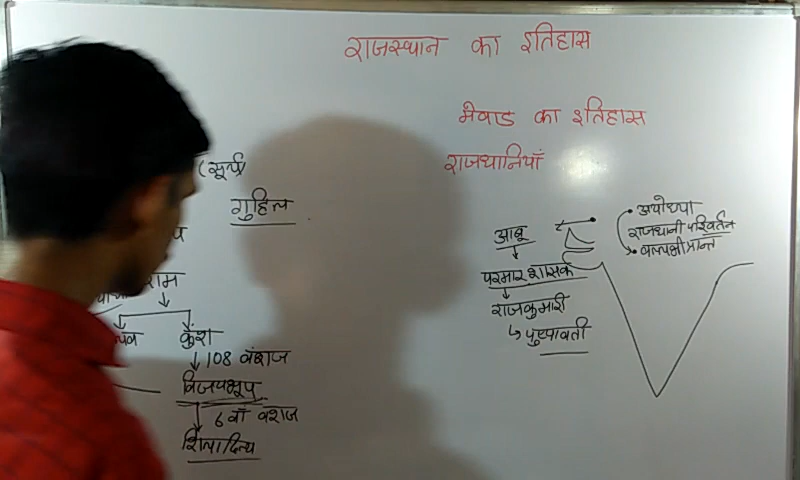 राजस्थान का इतिहास
मेवाड का इतिहास
राजधानियाँ
(सूर्य)
गुहिल
राम
कुश
108 वंशज
विजयभूप
6 वाँ वंशज
शिलादित्य
अयोध्या
राजधानी परिवर्तन
वल्लभी प्रान्त
आबू
परमार शासक
राजकुमारी
पुष्पावती